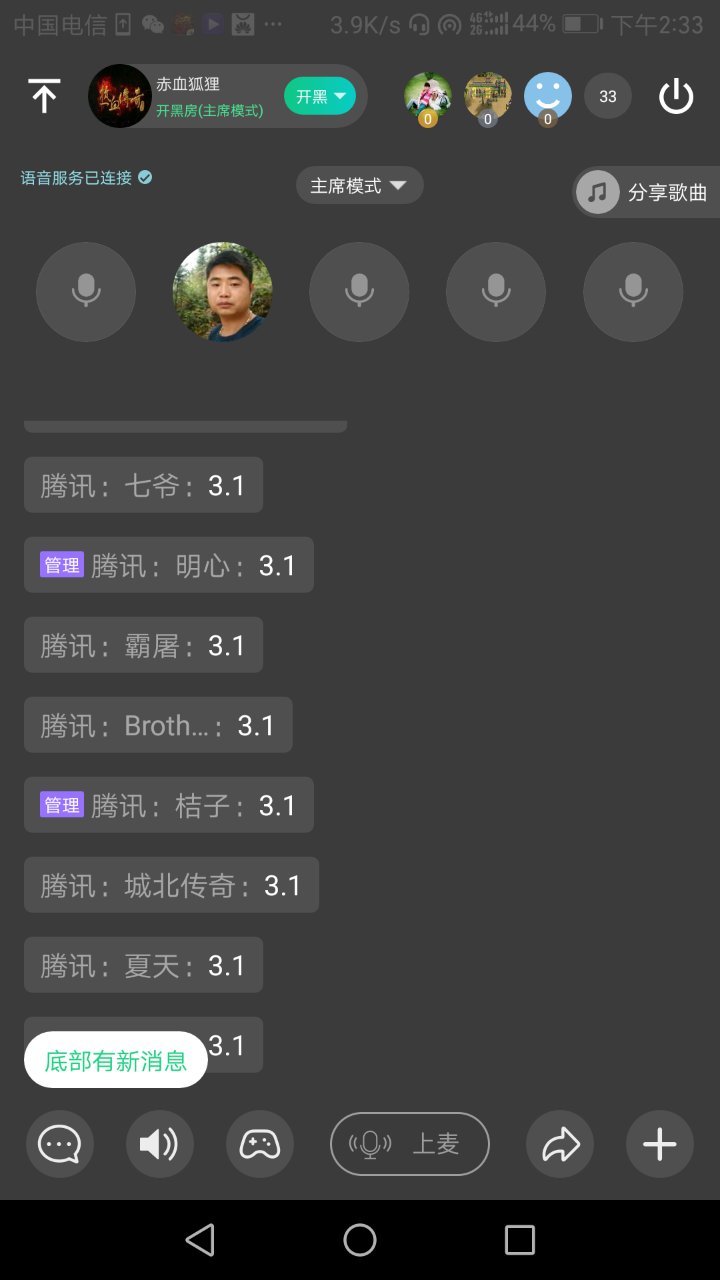 中国电信 ... 3.9K/s 4G 2G 44% 下午2:33
赤血狐狸
开黑房(主席模式)
开黑
0 0 0 33
语音服务已连接
主席模式
分享歌曲
腾讯：七爷： 3.1
管理 腾讯：明心： 3.1
腾讯：霸屠： 3.1
腾讯：Broth...： 3.1
管理 腾讯：桔子： 3.1
腾讯：城北传奇： 3.1
腾讯：夏天： 3.1
3.1
底部有新消息
上麦